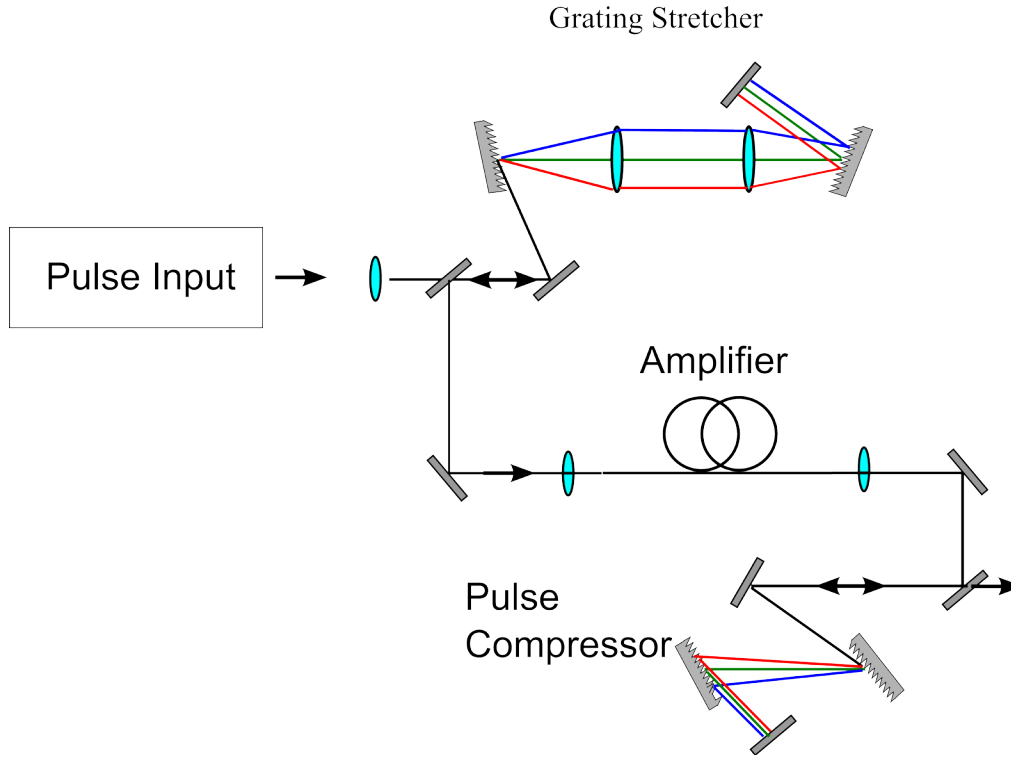 Grating Stretcher
Pulse Input
Amplifier
Pulse
Compressor